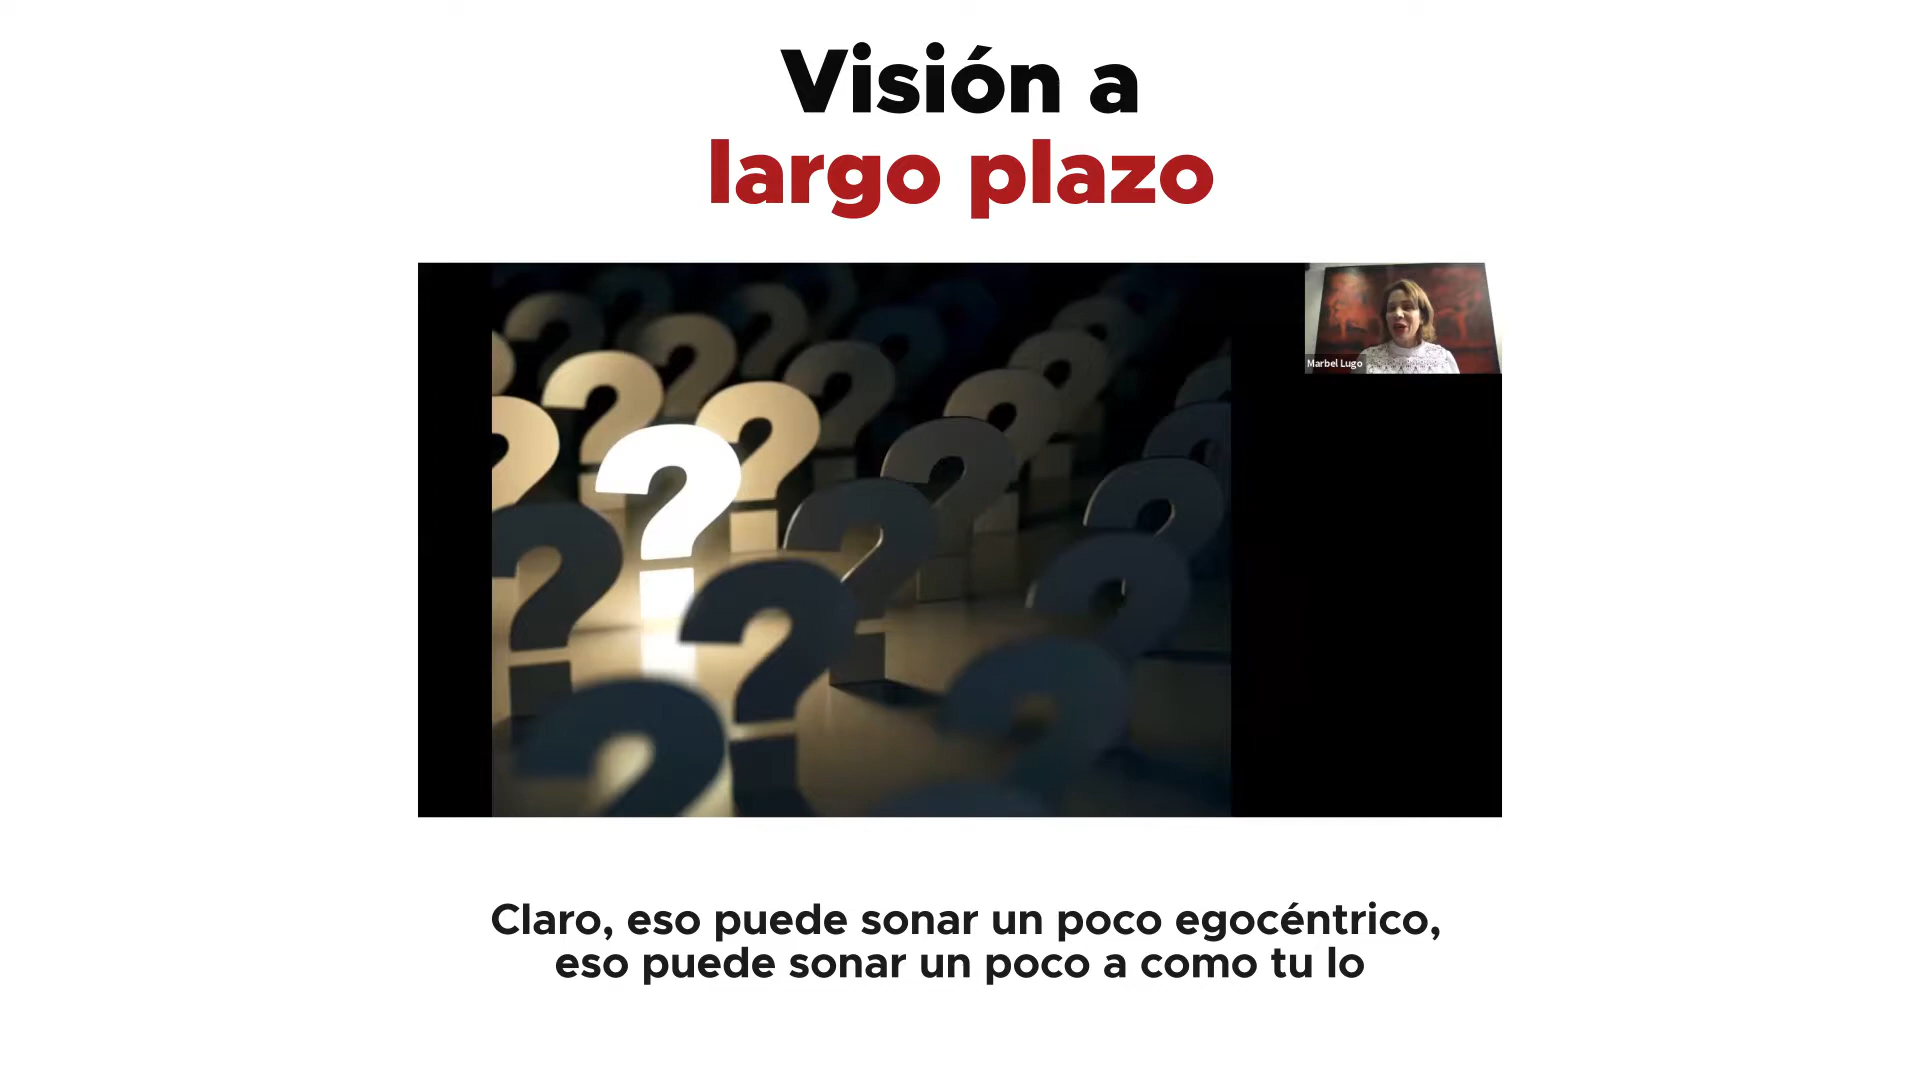 Visión a
largo plazo
Marbel Lugo
Claro, eso puede sonar un poco egocéntrico,
eso puede sonar un poco a como tu lo